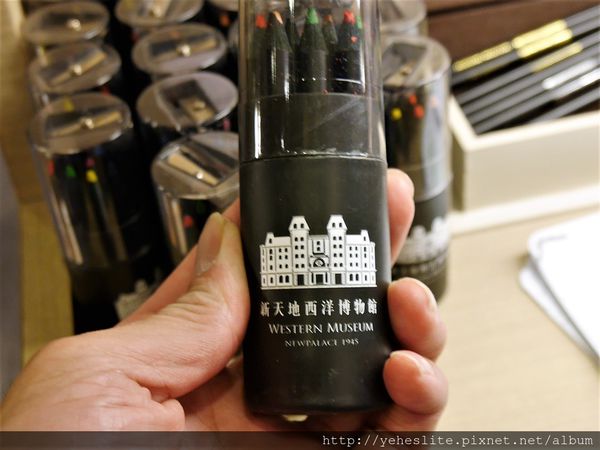 新天地西洋博物館
WESTERN MUSEUM
NEWPALACE 1945
http://yeheslite.pixnet.net/album